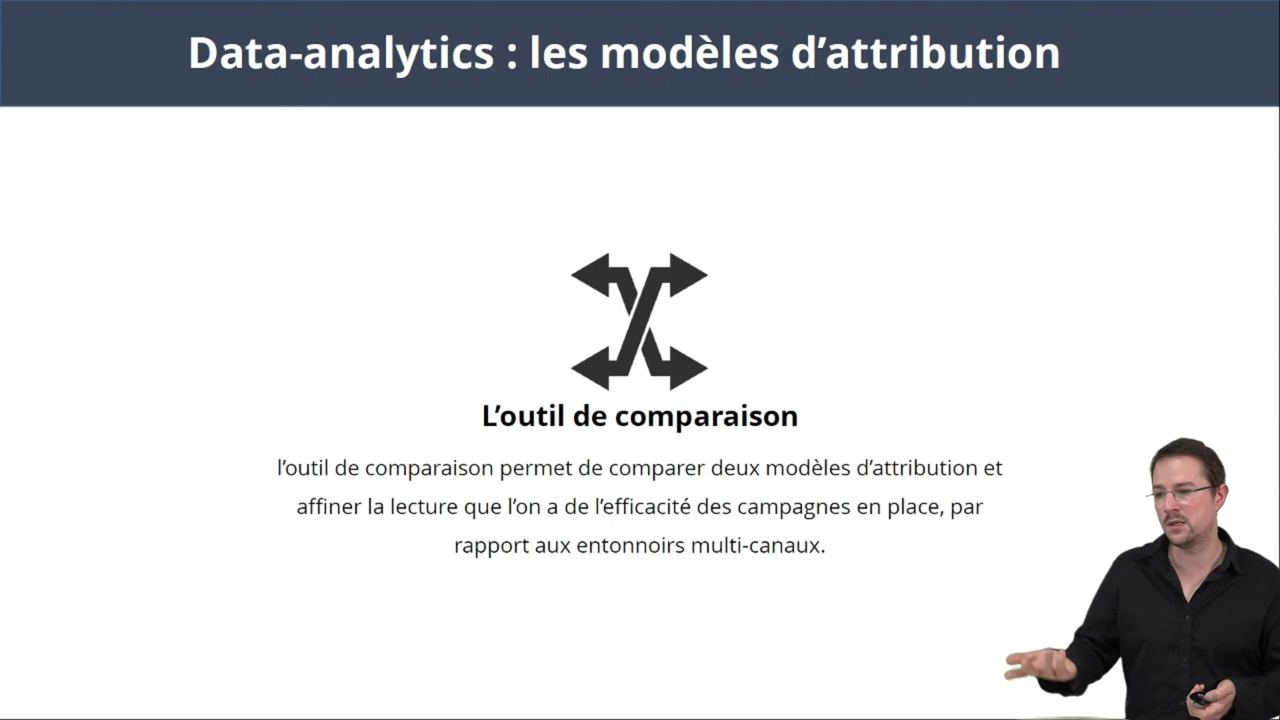 Data-analytics : les modèles d’attribution
L’outil de comparaison
l’outil de comparaison permet de comparer deux modèles d’attribution et
affiner la lecture que l’on a de l’efficacité des campagnes en place, par
rapport aux entonnoirs multi-canaux.